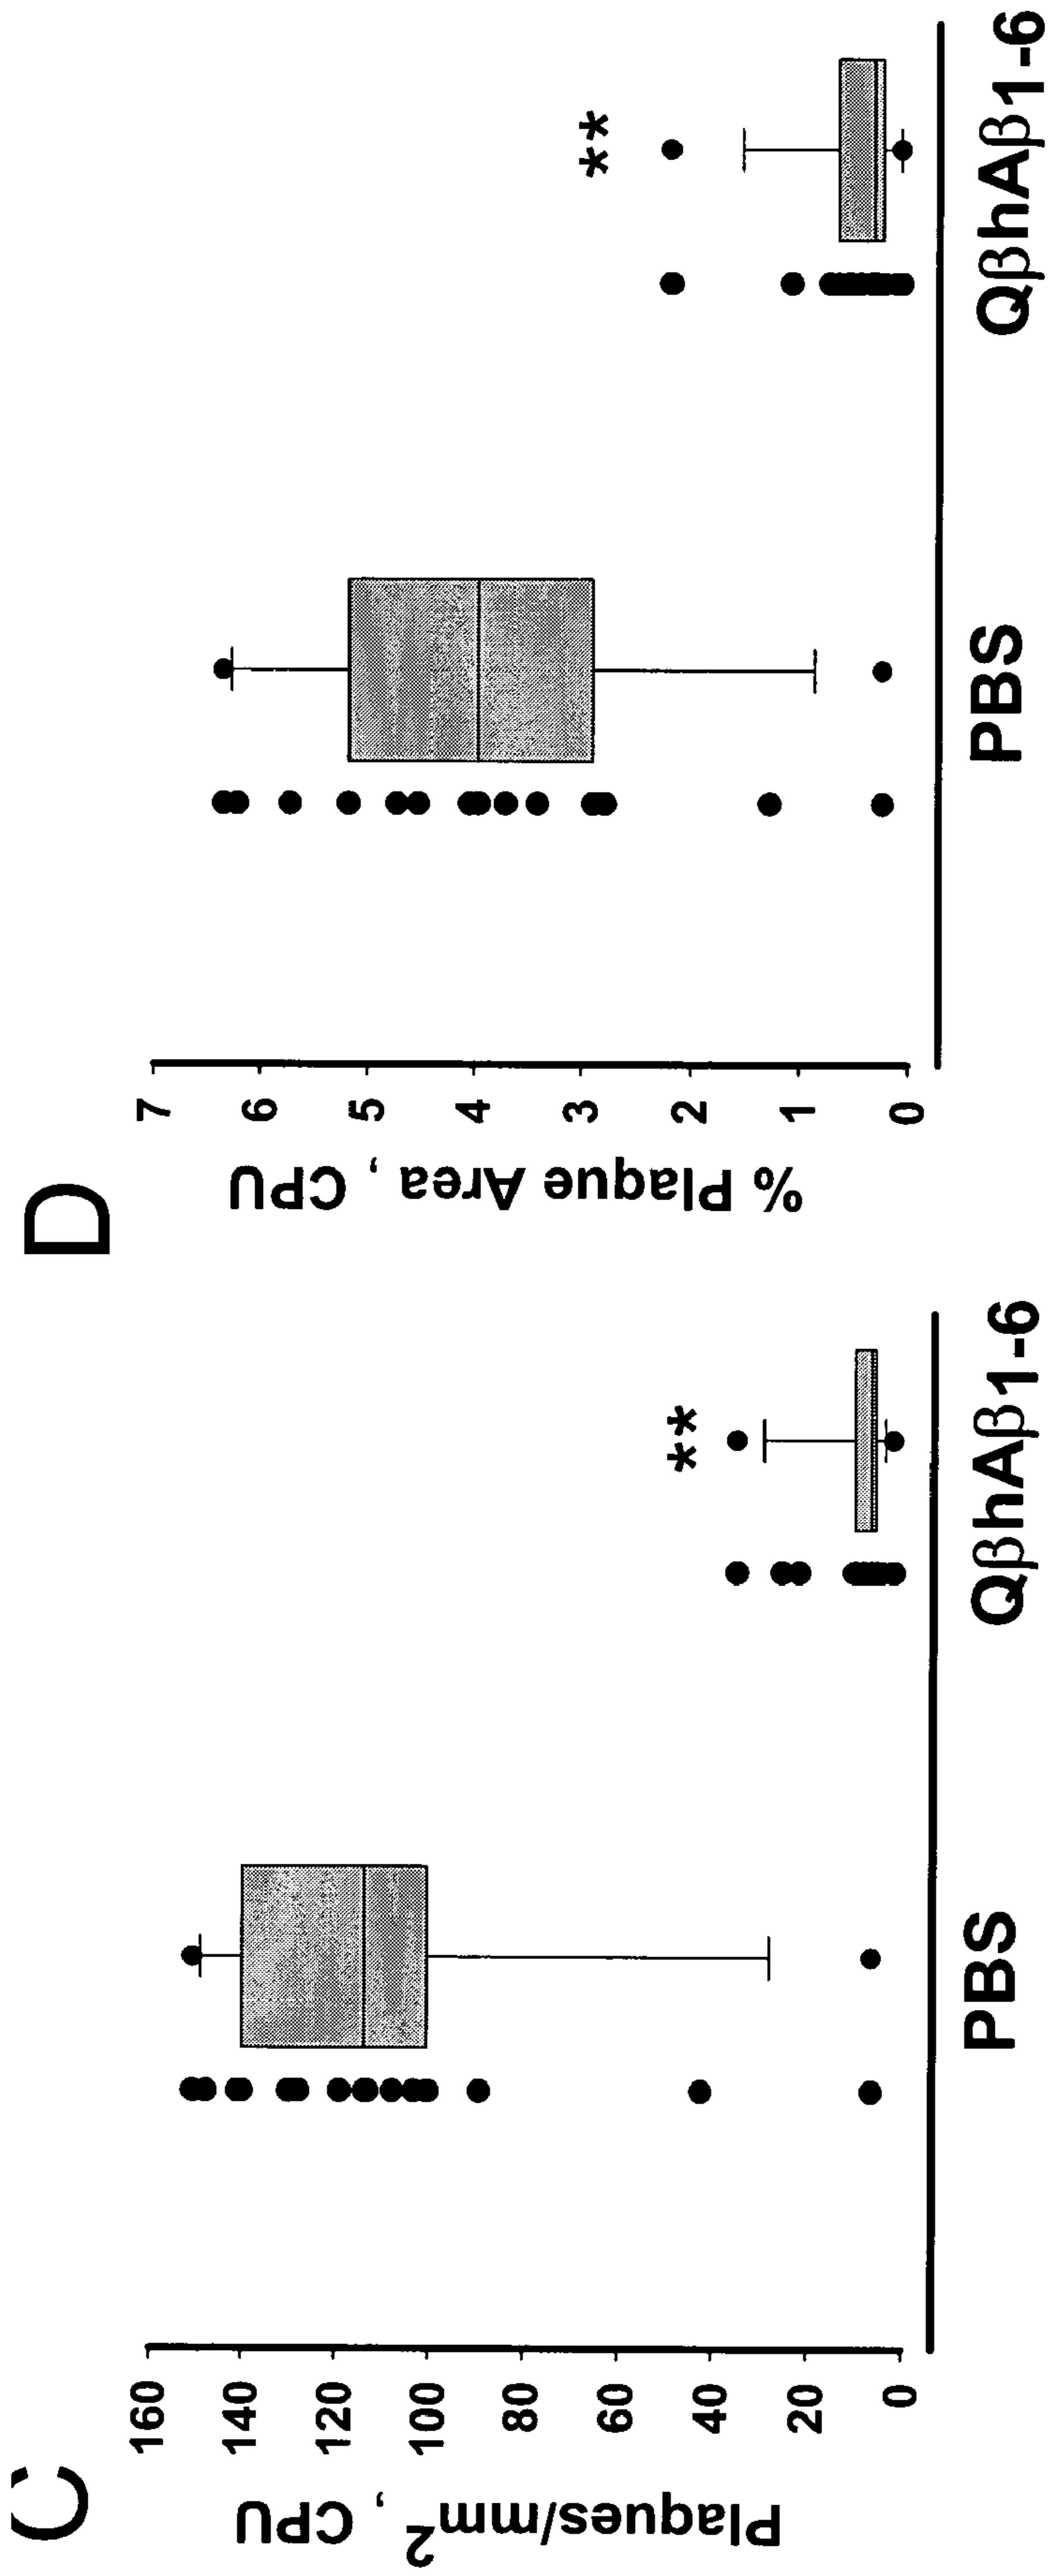 C
Plaques/mm², CPU
160
140
120
100
80
60
40
20
0
**
PBS
QβhAβ1-6
D
% Plaque Area, CPU
7
6
5
4
3
2
1
0
**
PBS
QβhAβ1-6